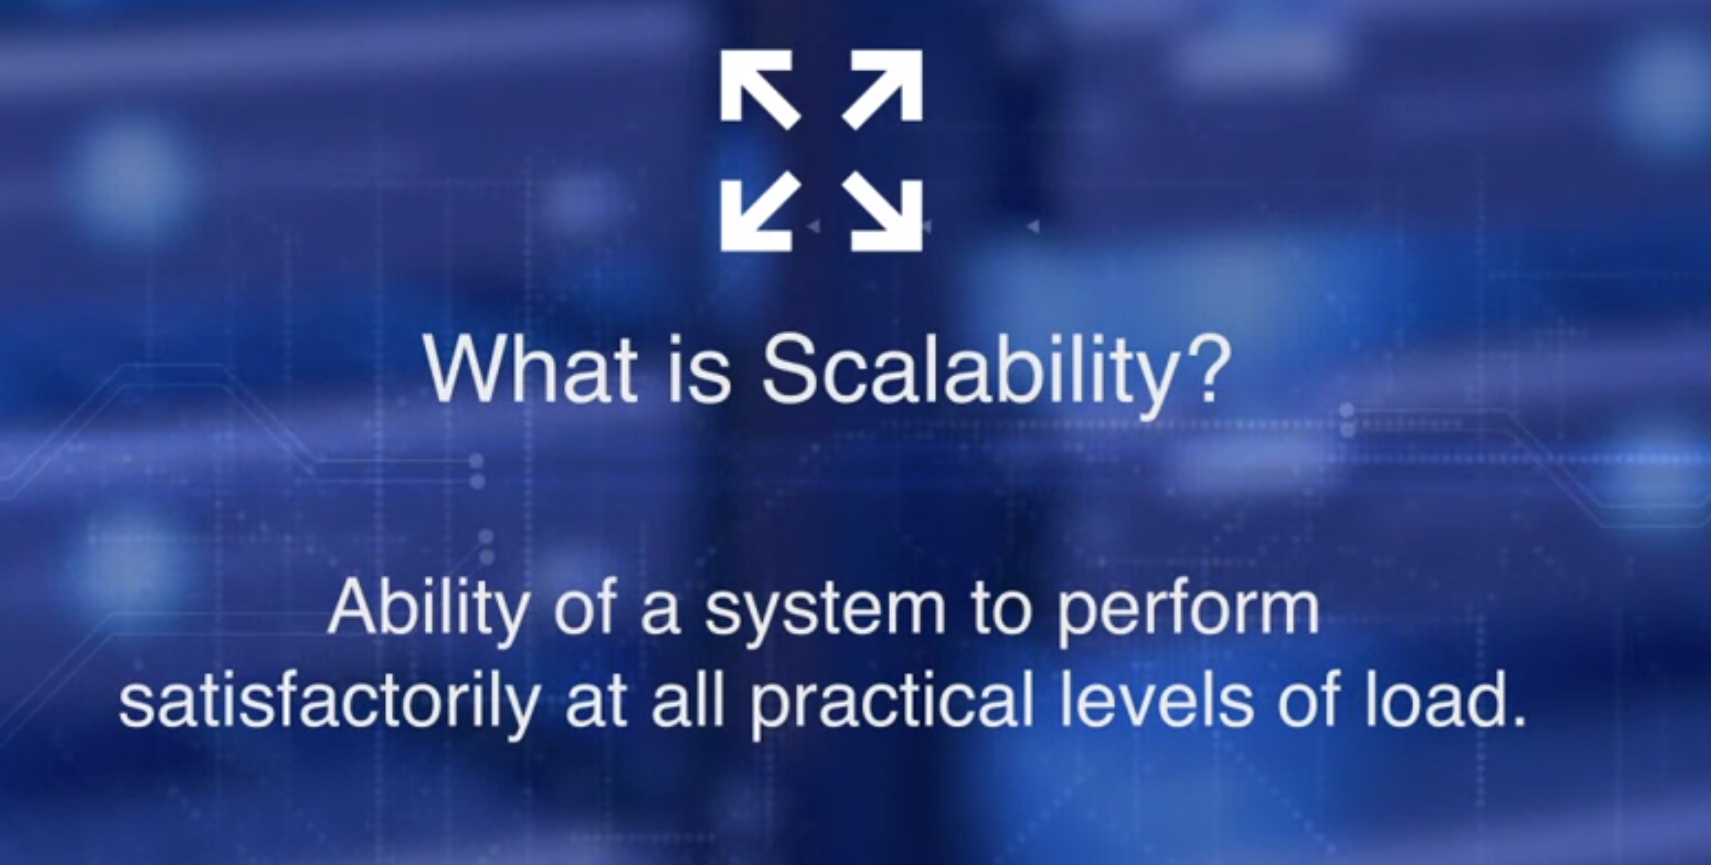 What is Scalability?
Ability of a system to perform
satisfactorily at all practical levels of load.